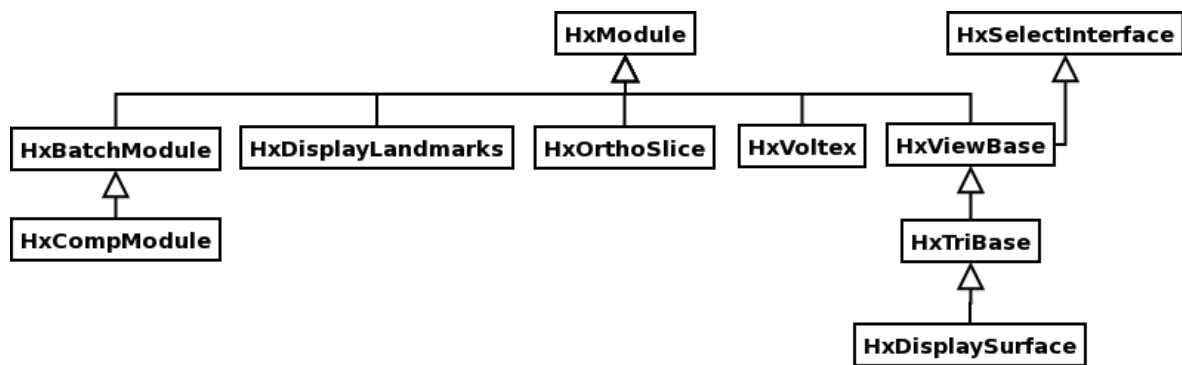 HxModule
HxSelectInterface
HxBatchModule
HxDisplayLandmarks
HxOrthoSlice
HxVoltex
HxViewBase
HxCompModule
HxTriBase
HxDisplaySurface